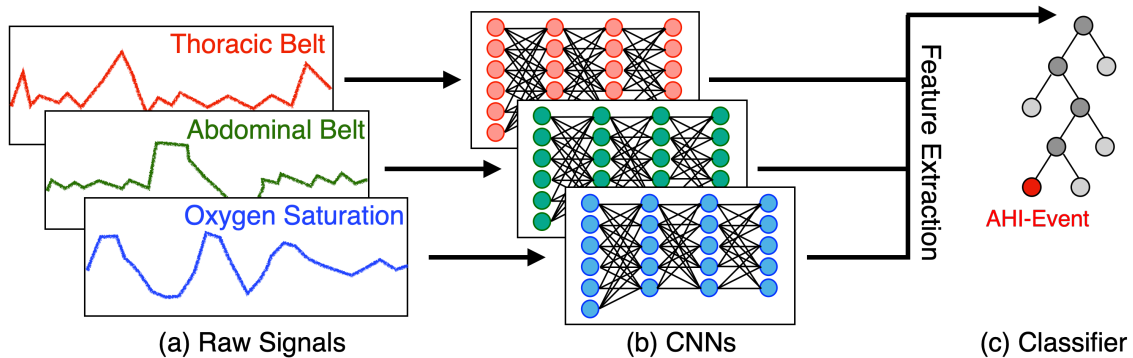 Thoracic Belt
Abdominal Belt
Oxygen Saturation
Feature Extraction
AHI-Event
(a) Raw Signals
(b) CNNs
(c) Classifier